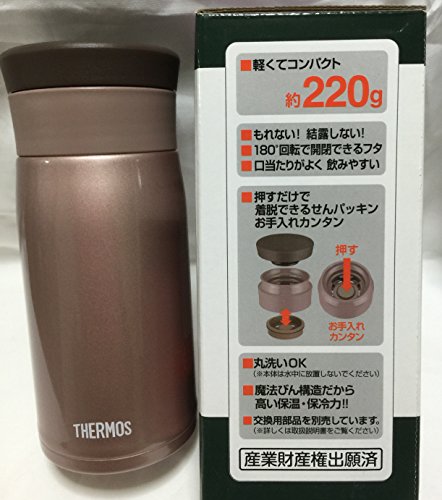 THERMOS
■軽くてコンパクト
約220g
■もれない! 結露しない!
■180°回転で開閉できるフタ
■口当たりがよく 飲みやすい
■押すだけで
着脱できるせんパッキン
お手入れカンタン
押す
お手入れ
カンタン
■丸洗いOK
(※本体は水中に放置しないでください)
■魔法びん構造だから
高い保温・保冷力!!
■交換用部品を別売しています。
(※詳しくは取扱説明書をご覧ください)
産業財産権出願済